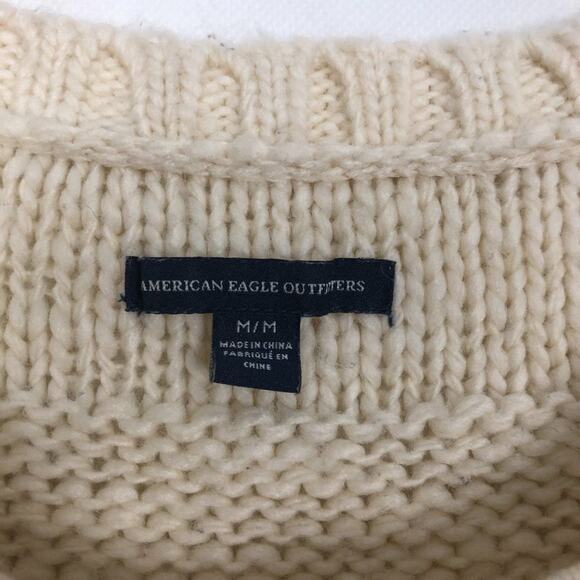 AMERICAN EAGLE OUTFITTERS
M/M
MADE IN CHINA
FABRIQUÉ EN
CHINE